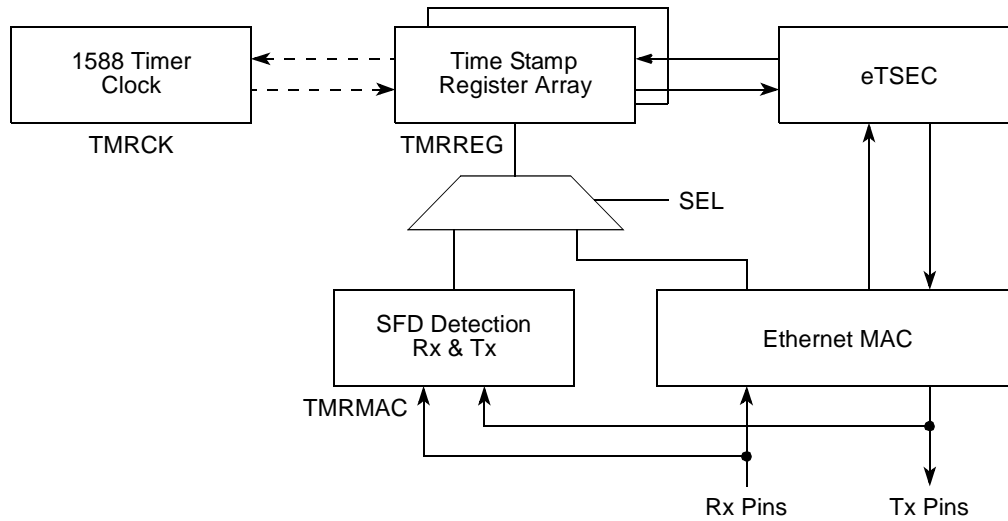 1588 Timer
Clock
TMRCK
Time Stamp
Register Array
TMRREG
eTSEC
SEL
SFD Detection
Rx & Tx
TMRMAC
Ethernet MAC
Rx Pins
Tx Pins